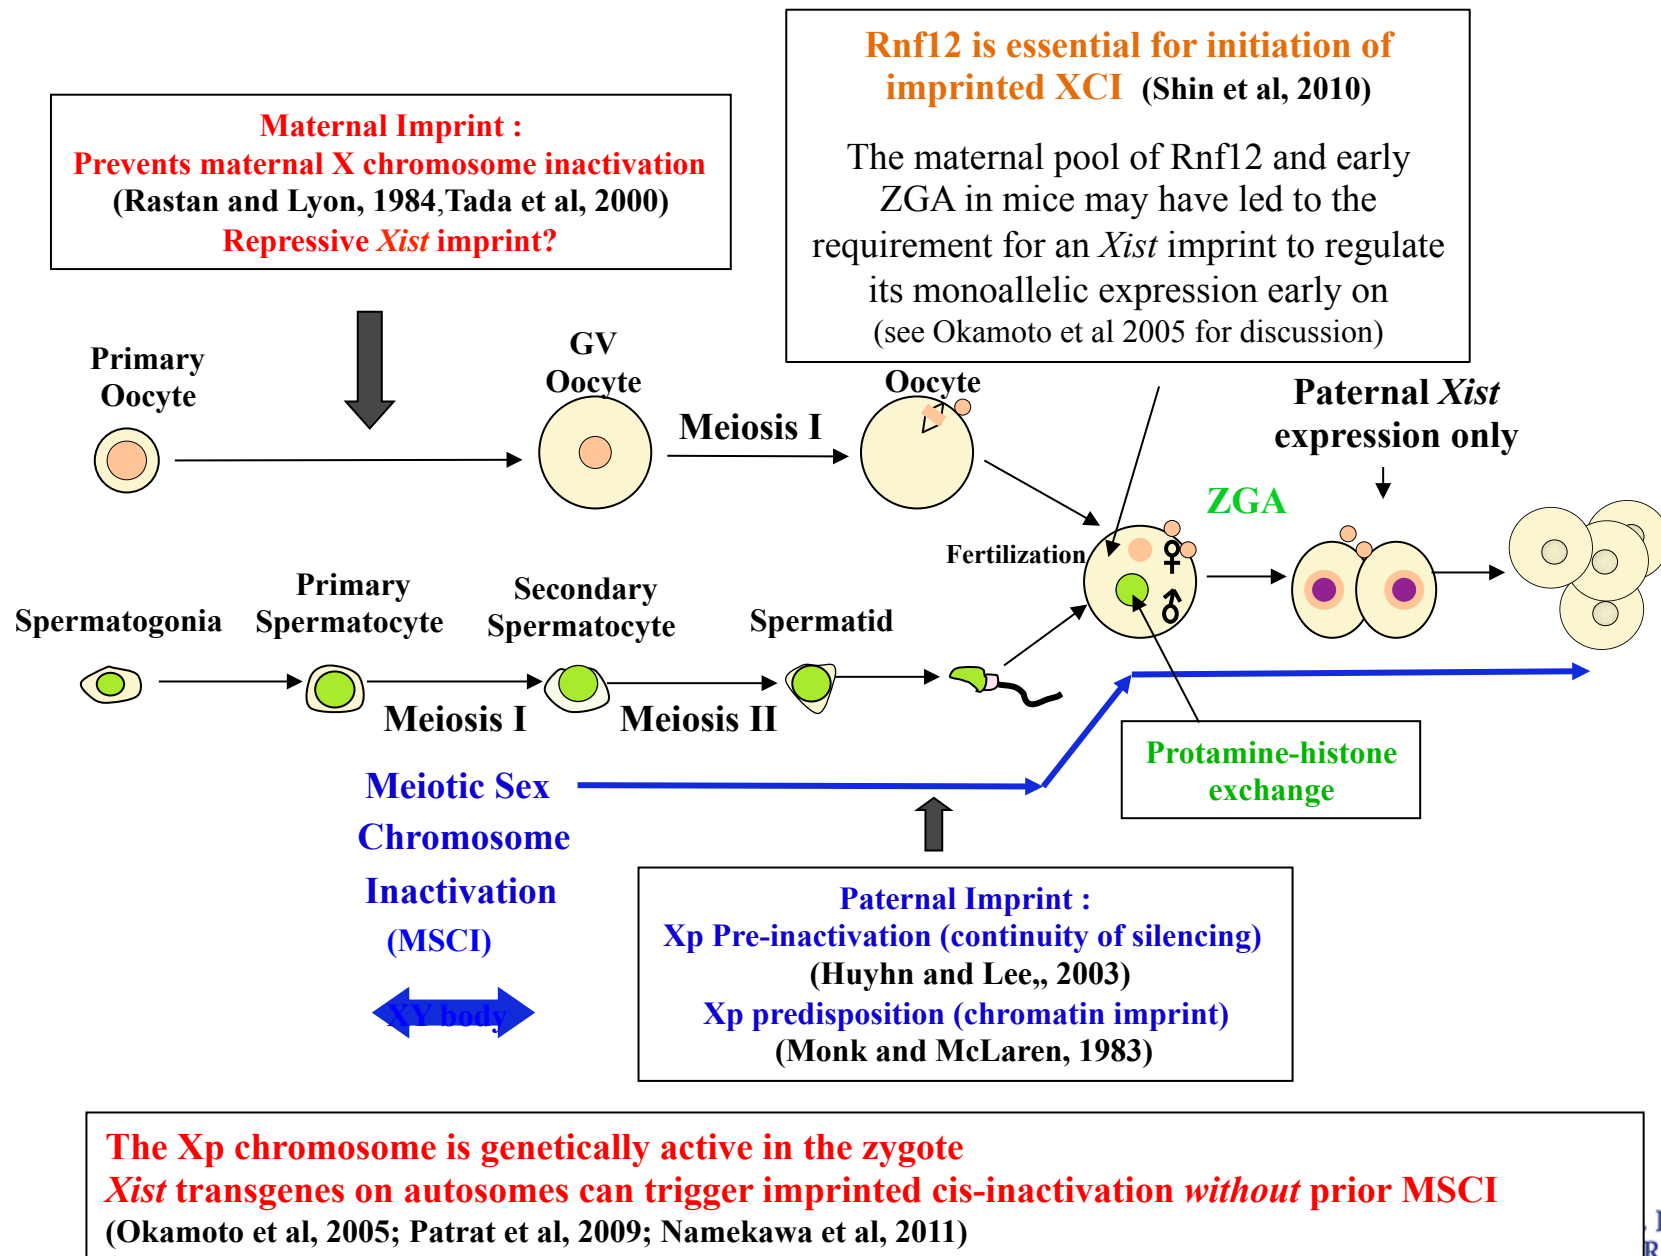 Rnf12 is essential for initiation of
imprinted XCI (Shin et al, 2010)
The maternal pool of Rnf12 and early
ZGA in mice may have led to the
requirement for an Xist imprint to regulate
its monoallelic expression early on
(see Okamoto et al 2005 for discussion)
Maternal Imprint :
Prevents maternal X chromosome inactivation
(Rastan and Lyon, 1984,Tada et al, 2000)
Repressive Xist imprint?
Primary
Oocyte
GV
Oocyte
Meiosis I
Oocyte
Paternal Xist
expression only
ZGA
Fertilization
♀
♂
Spermatogonia
Primary
Spermatocyte
Secondary
Spermatocyte
Spermatid
Meiosis I
Meiosis II
Meiotic Sex
Chromosome
Inactivation
(MSCI)
XY body
Protamine-histone
exchange
Paternal Imprint :
Xp Pre-inactivation (continuity of silencing)
(Huyhn and Lee,, 2003)
Xp predisposition (chromatin imprint)
(Monk and McLaren, 1983)
The Xp chromosome is genetically active in the zygote
Xist transgenes on autosomes can trigger imprinted cis-inactivation without prior MSCI
(Okamoto et al, 2005; Patrat et al, 2009; Namekawa et al, 2011)